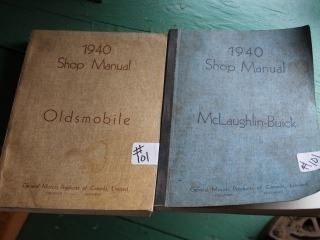 1940
Shop Manual
Oldsmobile
#
101
General Motors Products of Canada, Limited
1940
Shop Manual
McLaughlin-Buick
#101
General Motors Products of Canada, Limited